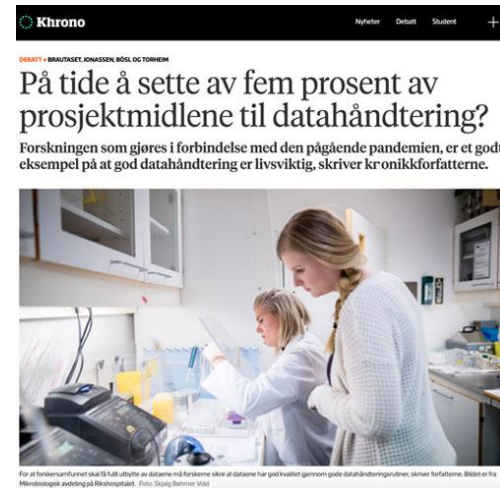 Khrono
Nyheter Debatt Student +
DEBATT • BRAUTASET, JONASSEN, BÖSL OG TORHEIM
På tide å sette av fem prosent av
prosjektmidlene til datahåndtering?
Forskningen som gjøres i forbindelse med den pågående pandemien, er et godt
eksempel på at god datahåndtering er livsviktig, skriver kronikkforfatterne.
For at forskersamfunnet skal få fullt utbytte av dataene må forskerne sikre at dataene har god kvalitet gjennom gode datahåndteringsrutiner, skriver forfatterne. Bildet er fra
Mikrobiologisk avdeling på Rikshospitalet. Foto: Skjalg Bøhmer Vold